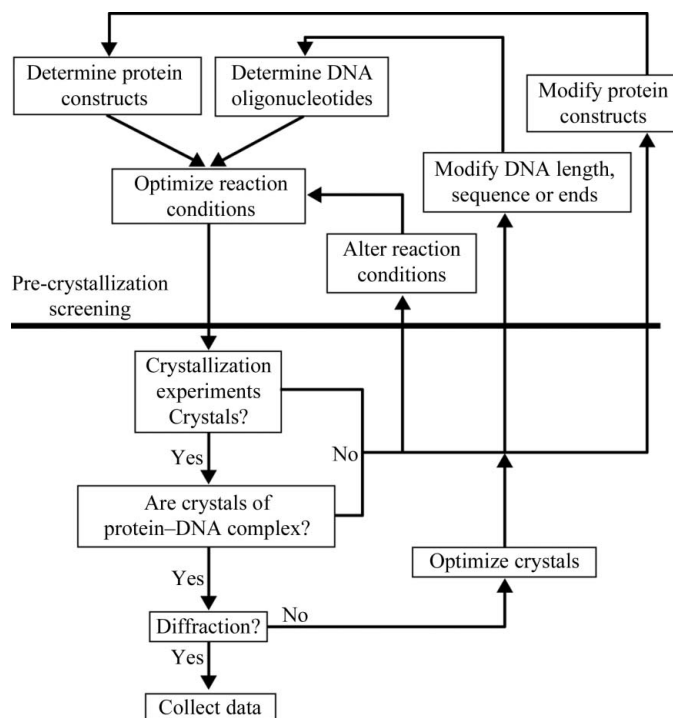 Determine protein
constructs
Determine DNA
oligonucleotides
Modify protein
constructs
Modify DNA length,
sequence or ends
Optimize reaction
conditions
Alter reaction
conditions
Pre-crystallization
screening
Crystallization
experiments
Crystals?
Yes
No
Are crystals of
protein–DNA complex?
Optimize crystals
Yes
No
Diffraction?
Yes
Collect data